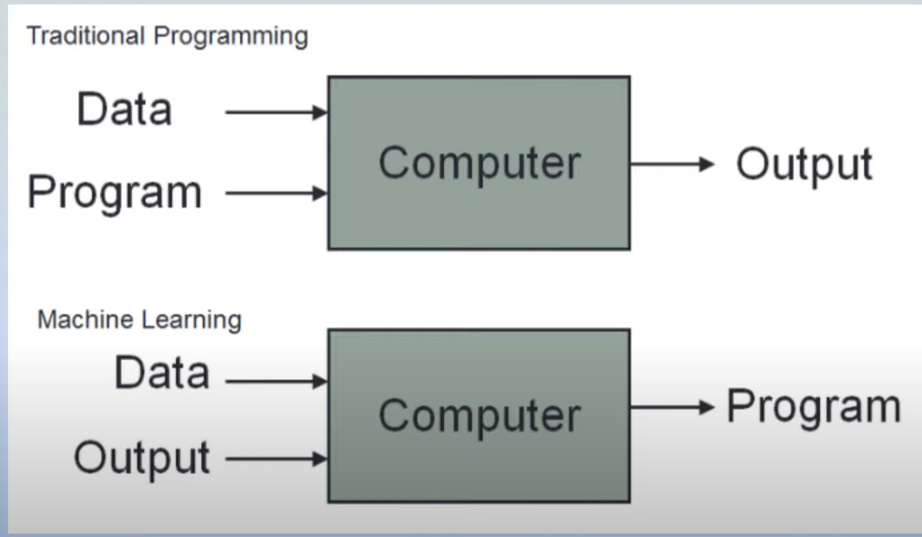 Traditional Programming
Data
Program
Computer
Output
Machine Learning
Data
Output
Computer
Program